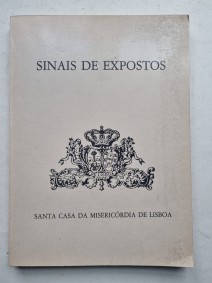 SINAIS DE EXPOSTOS
SANTA CASA DA MISERICÓRDIA DE LISBOA